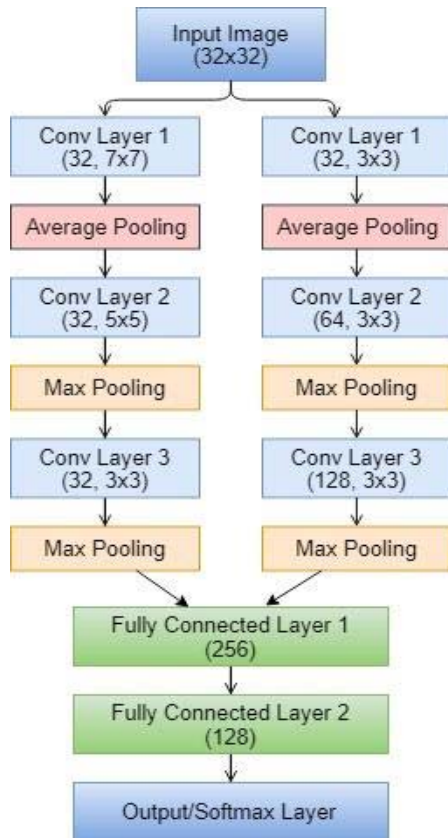 Input Image
(32x32)
Conv Layer 1
(32, 7x7)
Average Pooling
Conv Layer 2
(32, 5x5)
Max Pooling
Conv Layer 3
(32, 3x3)
Max Pooling
Conv Layer 1
(32, 3x3)
Average Pooling
Conv Layer 2
(64, 3x3)
Max Pooling
Conv Layer 3
(128, 3x3)
Max Pooling
Fully Connected Layer 1
(256)
Fully Connected Layer 2
(128)
Output/Softmax Layer